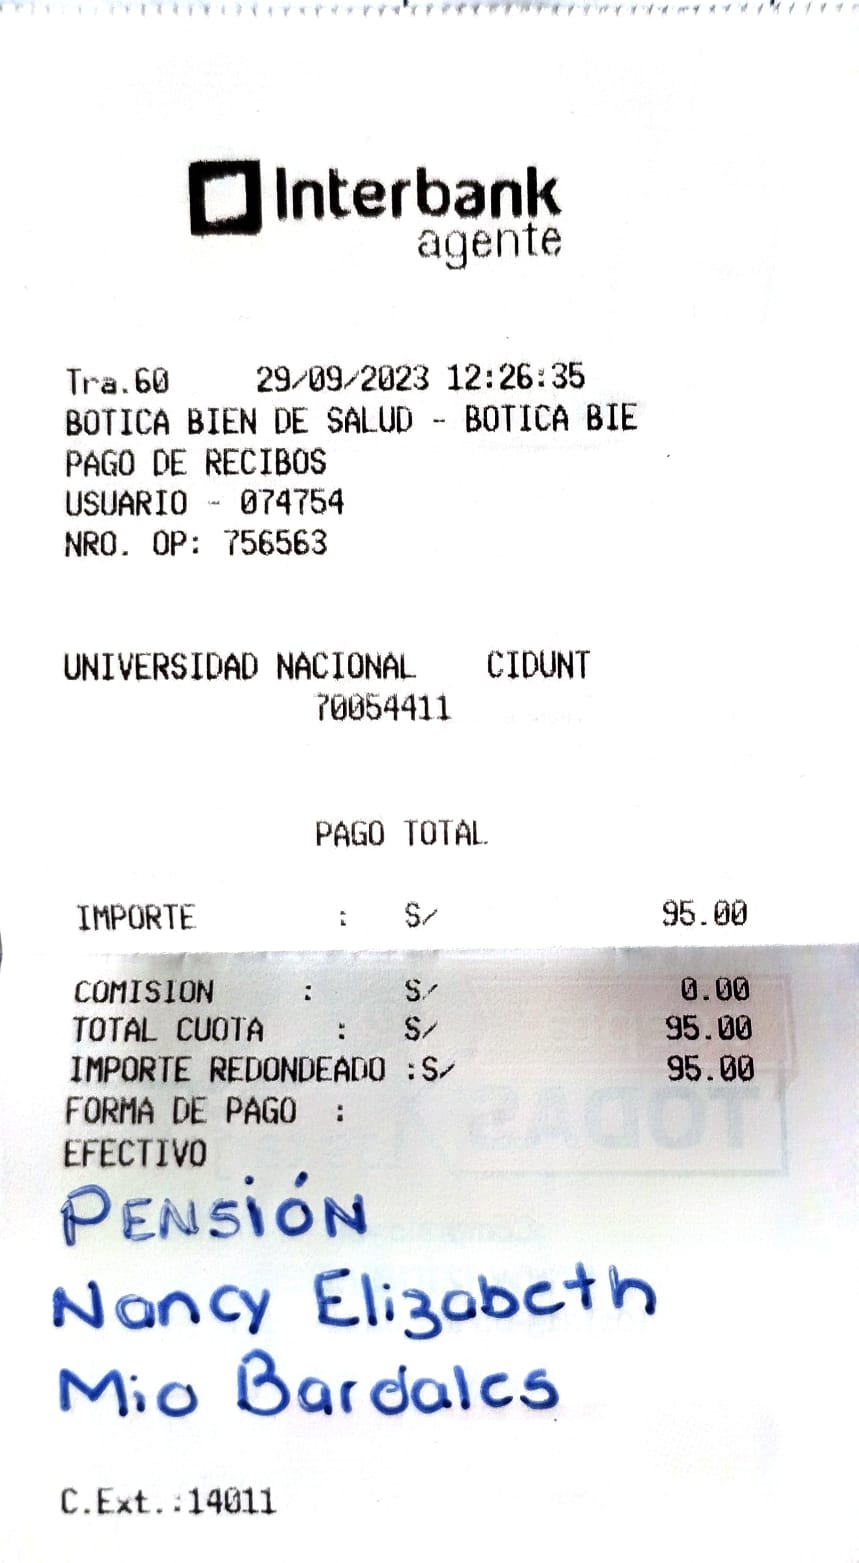 Interbank
agente
Tra.60 29/09/2023 12:26:35
BOTICA BIEN DE SALUD - BOTICA BIE
PAGO DE RECIBOS
USUARIO - 074754
NRO. OP: 756563
UNIVERSIDAD NACIONAL CIDUNT
70054411
PAGO TOTAL
IMPORTE : S/ 95.00
COMISION : S/ 0.00
TOTAL CUOTA : S/ 95.00
IMPORTE REDONDEADO :S/ 95.00
FORMA DE PAGO :
EFECTIVO
PENSIÓN
Nancy Elizabeth
Mio Bardales
C.Ext.:14011